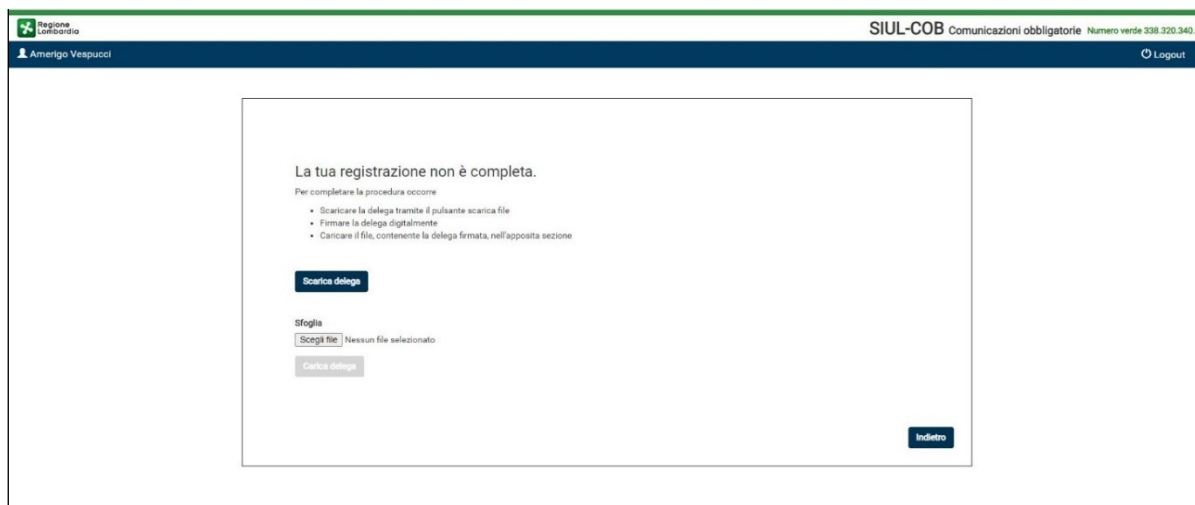 Regione
Lombardia
SIUL-COB Comunicazioni obbligatorie Numero verde 338.320.340.
Amerigo Vespucci
Logout
La tua registrazione non è completa.
Per completare la procedura occorre
• Scaricare la delega tramite il pulsante scarica file
• Firmare la delega digitalmente
• Caricare il file, contenente la delega firmata, nell'apposita sezione
Scarica delega
Sfoglia
Scegli file Nessun file selezionato
Carica delega
Indietro